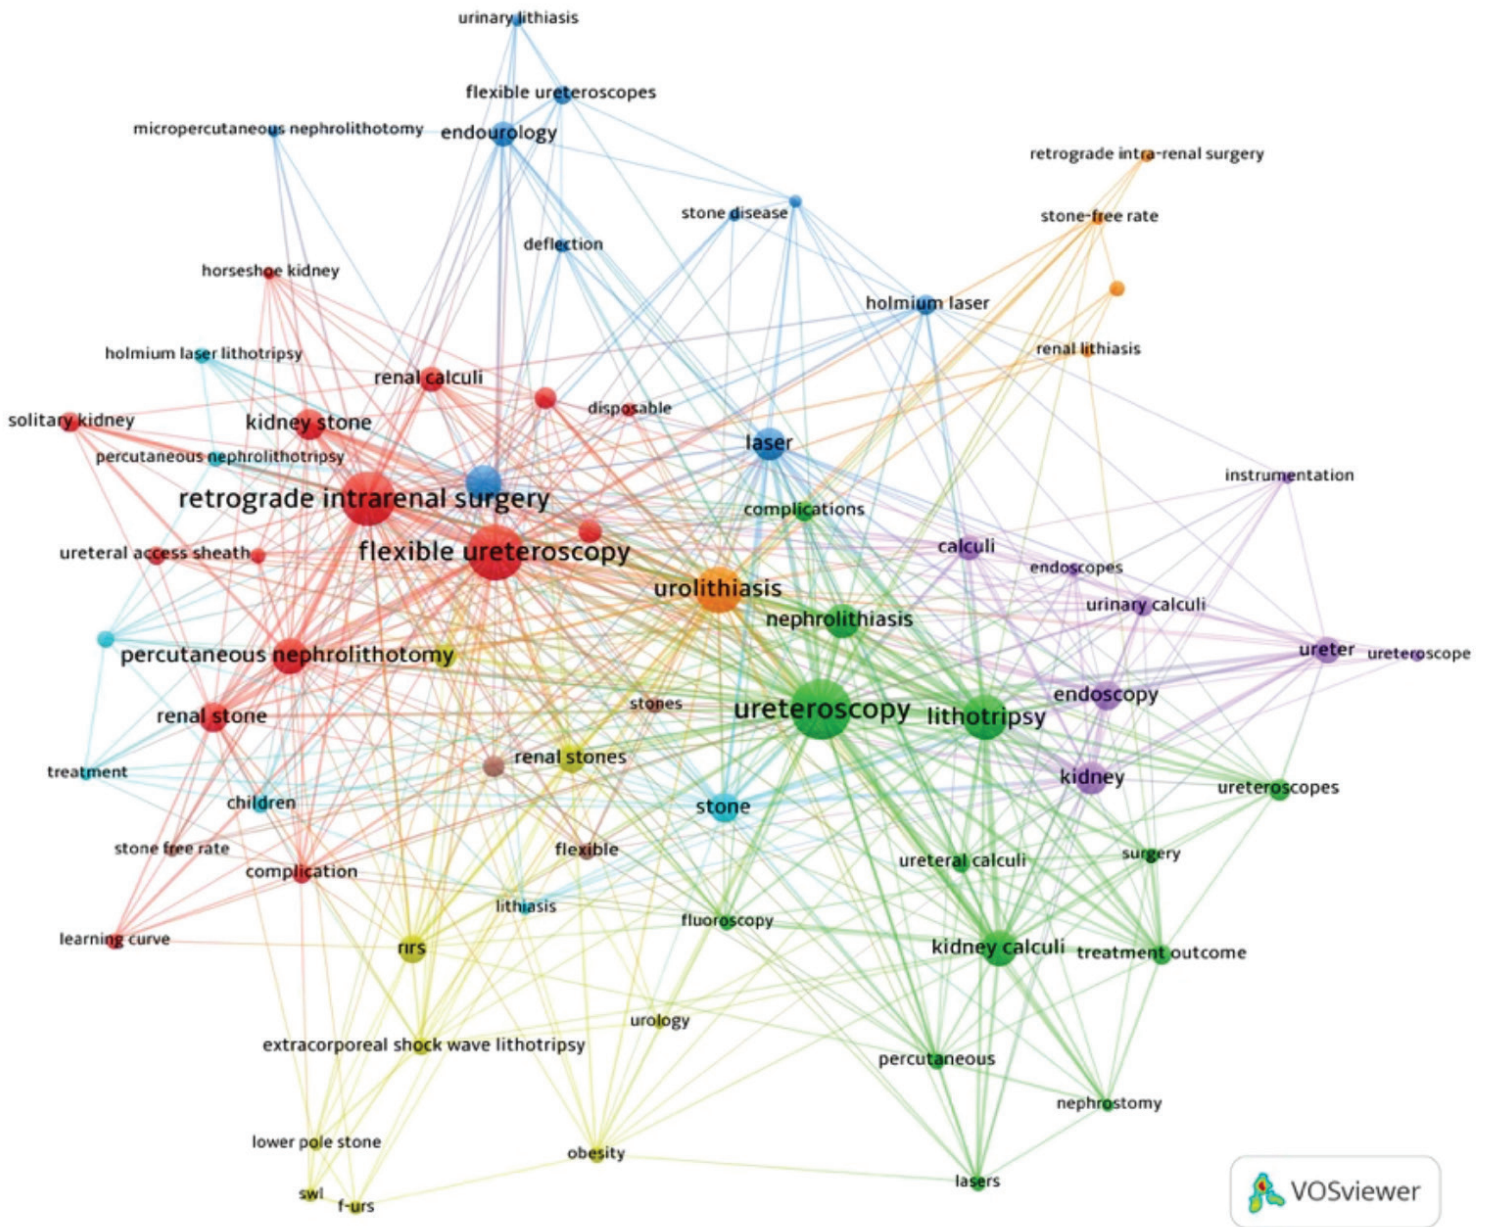 urinary lithiasis
flexible ureteroscopes
micropercutaneous nephrolithotomy
endourology
retrograde intra-renal surgery
stone disease
stone-free rate
deflection
horseshoe kidney
holmium laser
renal lithiasis
holmium laser lithotripsy
renal calculi
disposable
solitary kidney
kidney stone
laser
percutaneous nephrolithotripsy
instrumentation
retrograde intrarenal surgery
complications
calculi
flexible ureteroscopy
ureteral access sheath
endoscopes
urolithiasis
urinary calculi
nephrolithiasis
percutaneous nephrolithotomy
ureter
ureteroscope
endoscopy
stones
ureteroscopy
lithotripsy
renal stone
renal stones
treatment
kidney
ureteroscopes
children
stone
stone free rate
flexible
surgery
ureteral calculi
complication
lithiasis
fluoroscopy
learning curve
rırs
kidney calculi
treatment outcome
urology
extracorporeal shock wave lithotripsy
percutaneous
nephrostomy
lower pole stone
obesity
lasers
swl
f-urs
VOSviewer